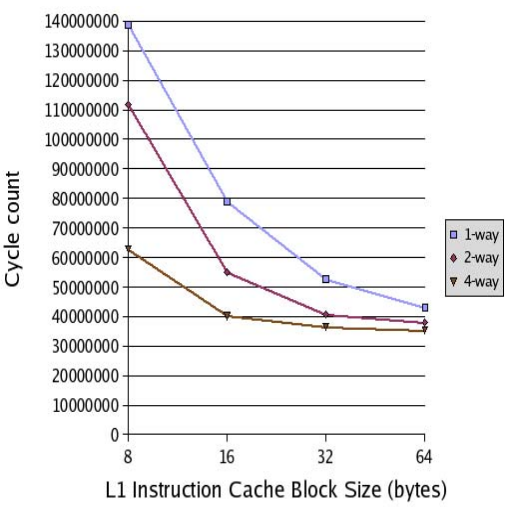 140000000
130000000
120000000
110000000
100000000
90000000
80000000
70000000
60000000
50000000
40000000
30000000
20000000
10000000
0
Cycle count
8 16 32 64
L1 Instruction Cache Block Size (bytes)
1-way
2-way
4-way